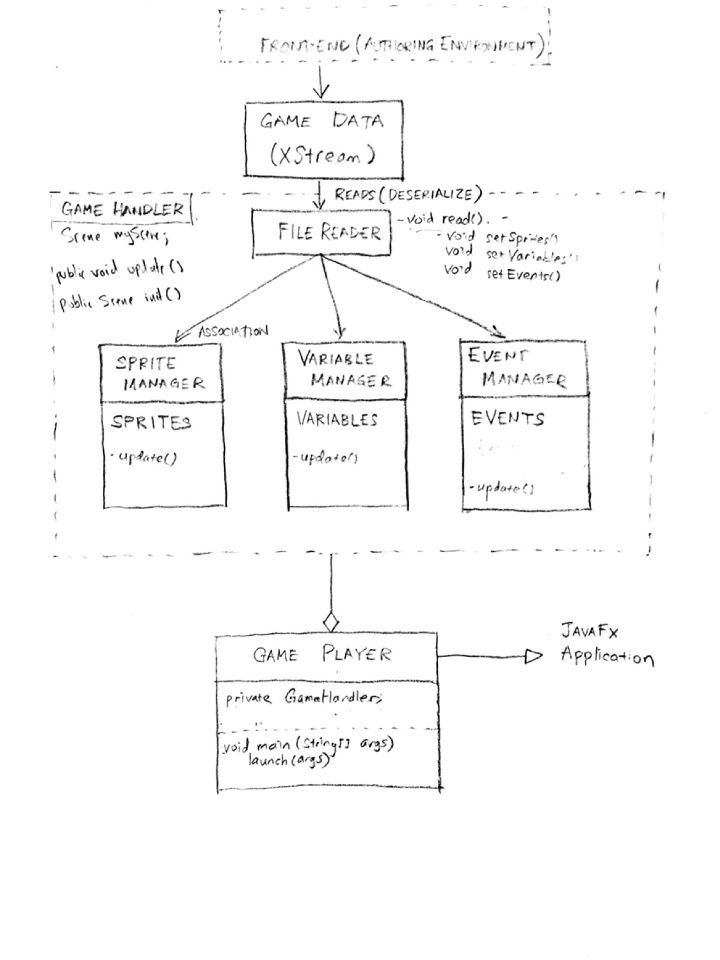 FRONT-END (AUTHORING ENVIRONMENT)
GAME DATA
(XStream)
READS (DESERIALIZE)
GAME HANDLER
Scene myScene;
public void update()
public Scene init()
FILE READER
- void read().
- void setSprites()
void setVariables()
void setEvents()
ASSOCIATION
SPRITE
MANAGER
SPRITES
- update()
VARIABLE
MANAGER
VARIABLES
- update()
EVENT
MANAGER
EVENTS
- update()
GAME PLAYER
private GameHandler;
void main (String[] args)
launch(args)
JAVAFX
Application